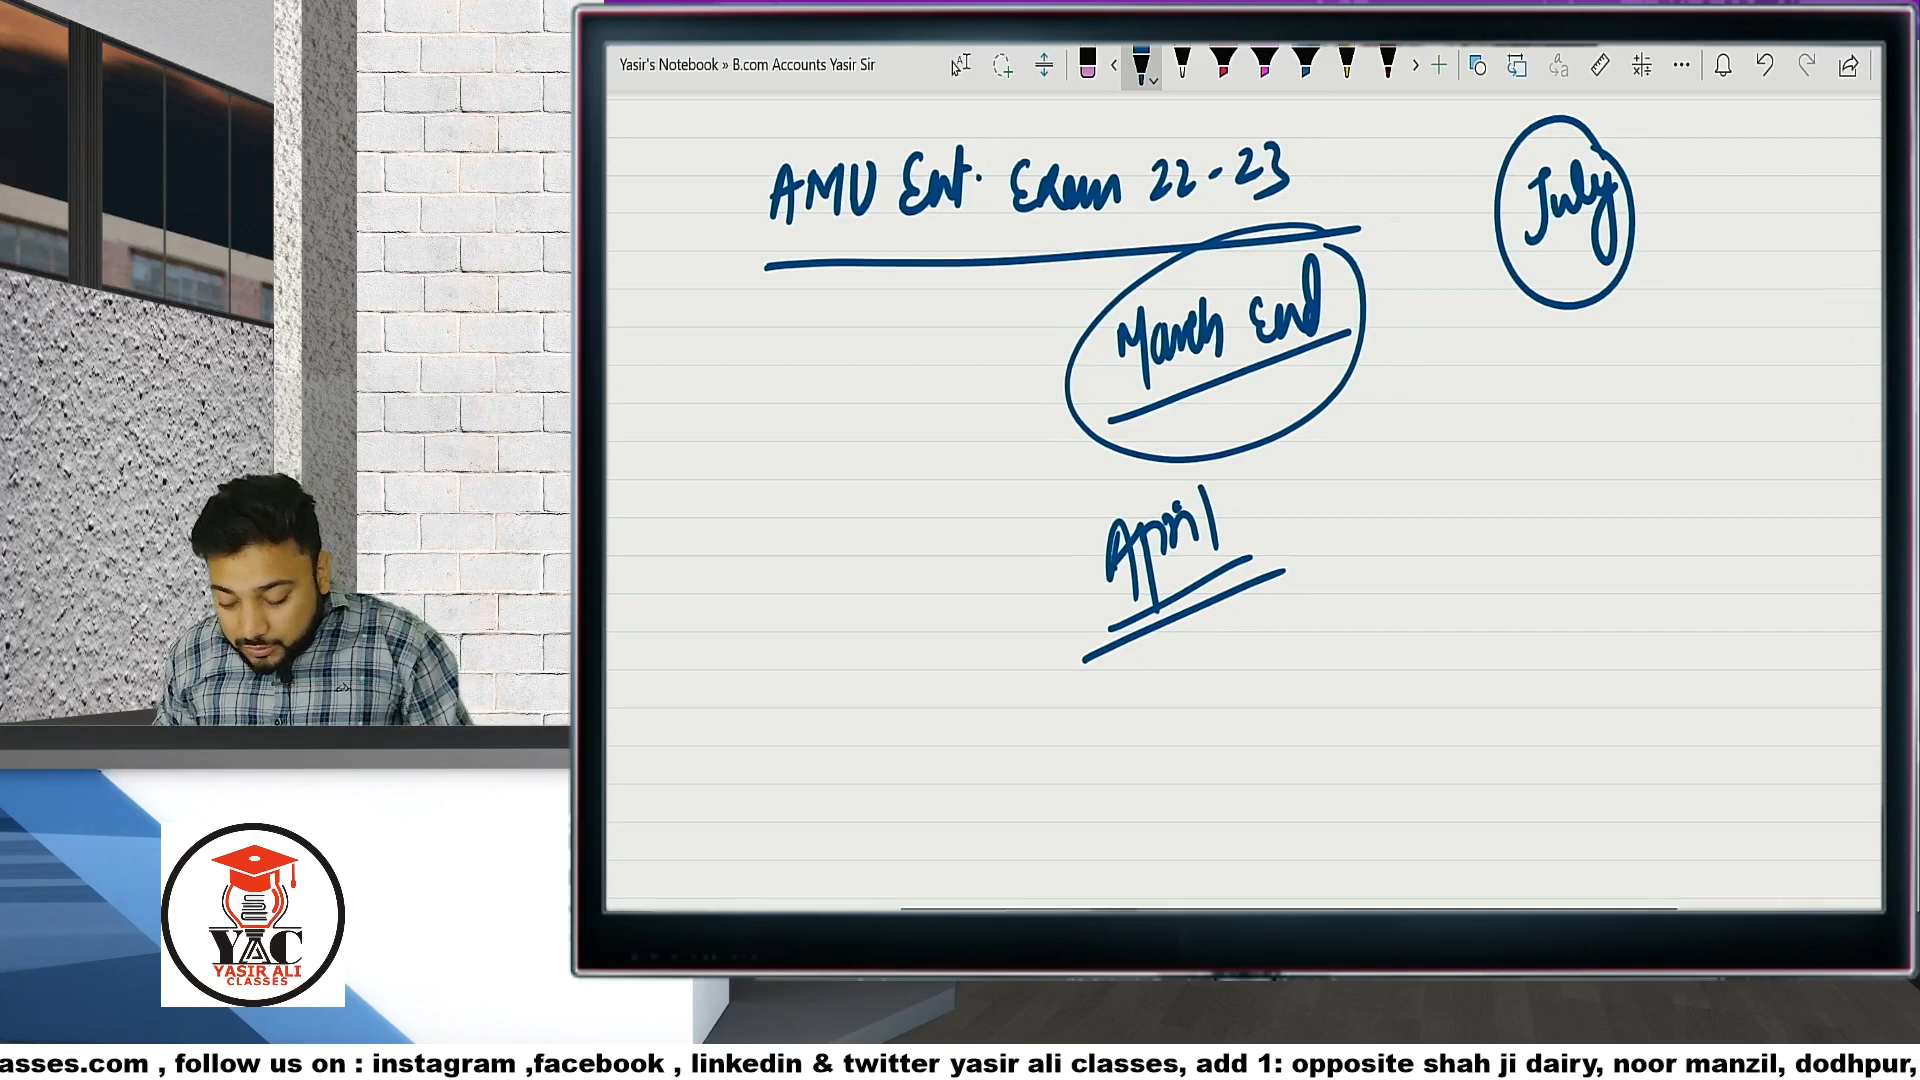 Yasir's Notebook » B.com Accounts Yasir Sir
AMU Ent. Exam 22-23
July
March End
April
YAC
YASIR ALI
CLASSES
asses.com , follow us on : instagram ,facebook , linkedin & twitter yasir ali classes, add 1: opposite shah ji dairy, noor manzil, dodhpur,